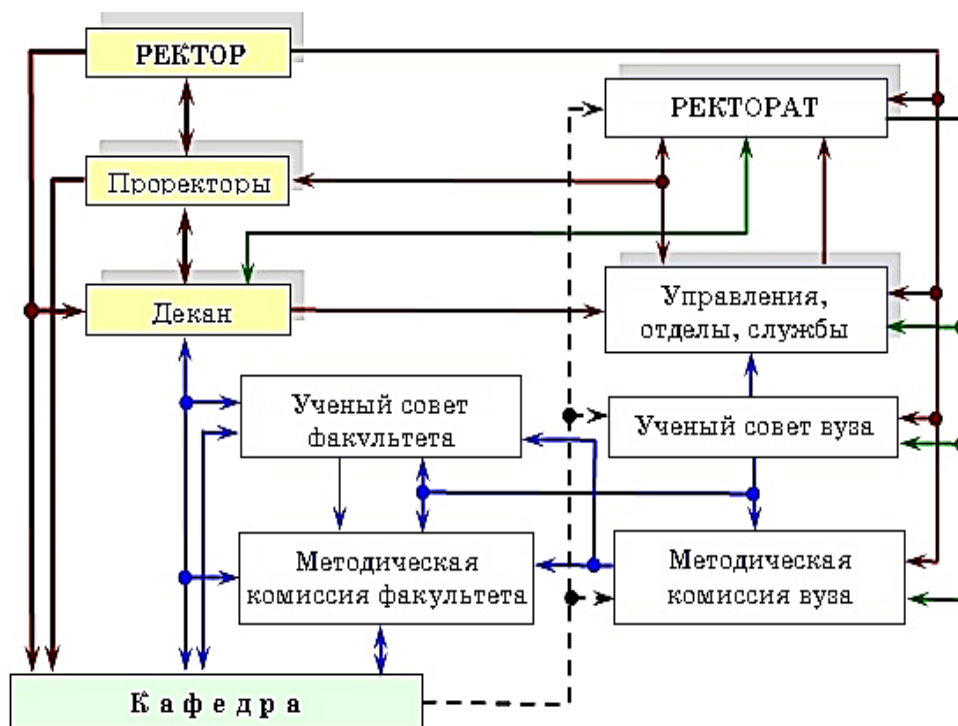 РЕКТОР
РЕКТОРАТ
Проректоры
Декан
Управления,
отделы, службы
Ученый совет
факультета
Ученый совет вуза
Методическая
комиссия факультета
Методическая
комиссия вуза
Кафедра